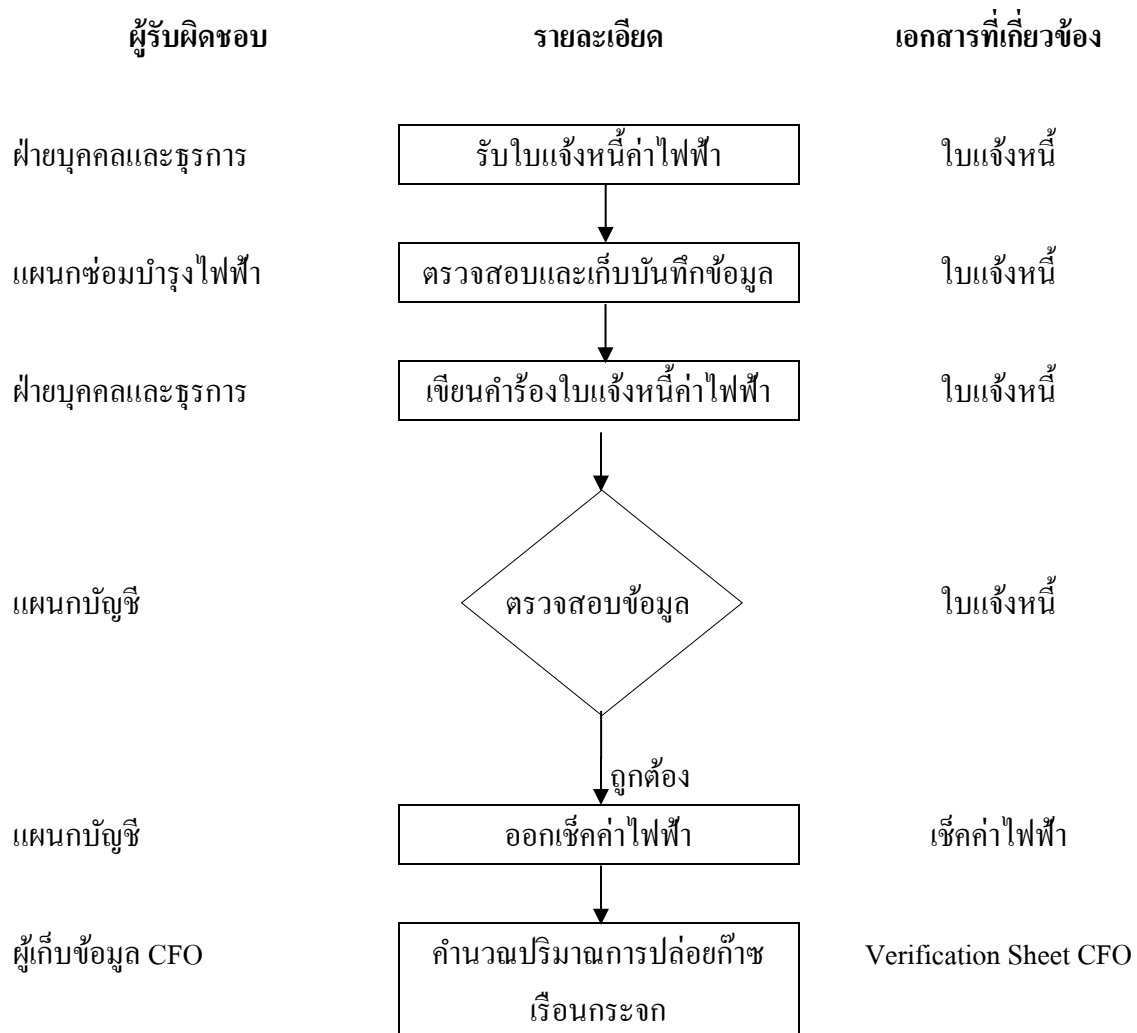 ผู้รับผิดชอบ รายละเอียด เอกสารที่เกี่ยวข้อง
ฝ่ายบุคคลและธุรการ รับใบแจ้งหนี้ค่าไฟฟ้า ใบแจ้งหนี้
แผนกซ่อมบำรุงไฟฟ้า ตรวจสอบและเก็บบันทึกข้อมูล ใบแจ้งหนี้
ฝ่ายบุคคลและธุรการ เขียนคำร้องใบแจ้งหนี้ค่าไฟฟ้า ใบแจ้งหนี้
แผนกบัญชี ตรวจสอบข้อมูล ใบแจ้งหนี้
ถูกต้อง
แผนกบัญชี ออกเช็คค่าไฟฟ้า เช็คค่าไฟฟ้า
ผู้เก็บข้อมูล CFO คำนวณปริมาณการปล่อยก๊าซ Verification Sheet CFO
เรือนกระจก